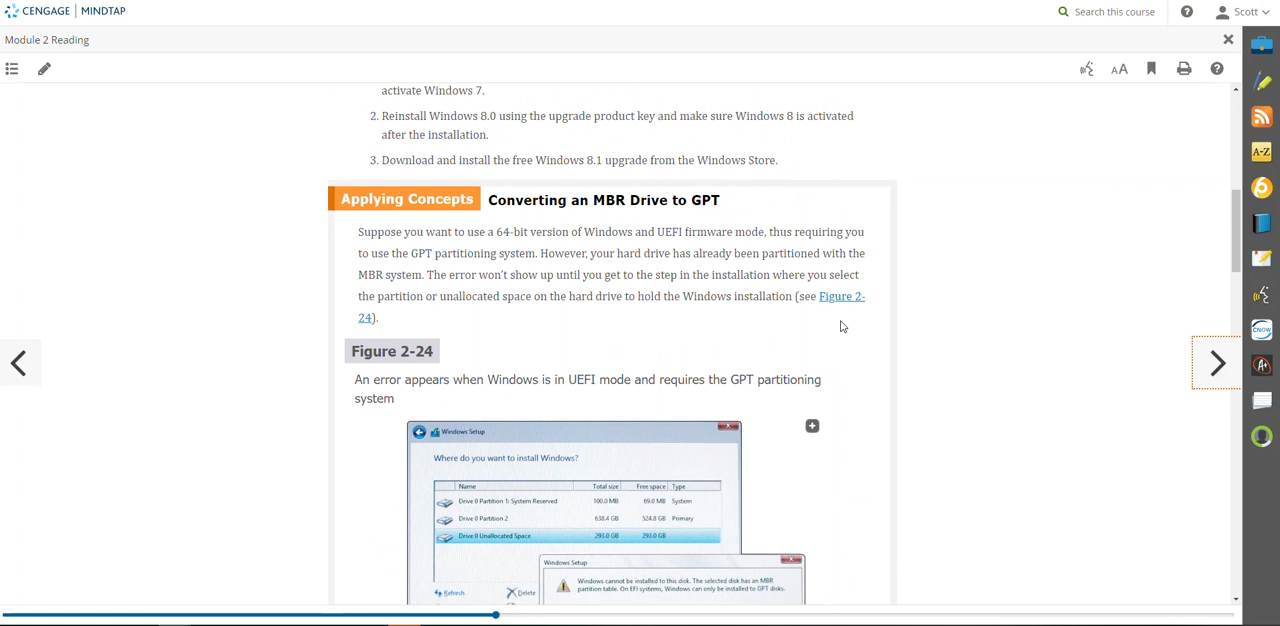 CENGAGE | MINDTAP
Search this course
Scott
Module 2 Reading
AA
activate Windows 7.
2. Reinstall Windows 8.0 using the upgrade product key and make sure Windows 8 is activated
after the installation.
3. Download and install the free Windows 8.1 upgrade from the Windows Store.
Applying Concepts Converting an MBR Drive to GPT
Suppose you want to use a 64-bit version of Windows and UEFI firmware mode, thus requiring you
to use the GPT partitioning system. However, your hard drive has already been partitioned with the
MBR system. The error won't show up until you get to the step in the installation where you select
the partition or unallocated space on the hard drive to hold the Windows installation (see Figure 2-
24).
Figure 2-24
An error appears when Windows is in UEFI mode and requires the GPT partitioning
system
Windows Setup
Where do you want to install Windows?
Name Total size Free space Type
Drive 0 Partition 1: System Reserved 100.0 MB 69.0 MB System
Drive 0 Partition 2 638.4 GB 524.8 GB Primary
Drive 0 Unallocated Space 293.0 GB 293.0 GB
Windows Setup
Windows cannot be installed to this disk. The selected disk has an MBR
partition table. On EFI systems, Windows can only be installed to GPT disks.
Refresh Delete
A-Z
CNOW
A+